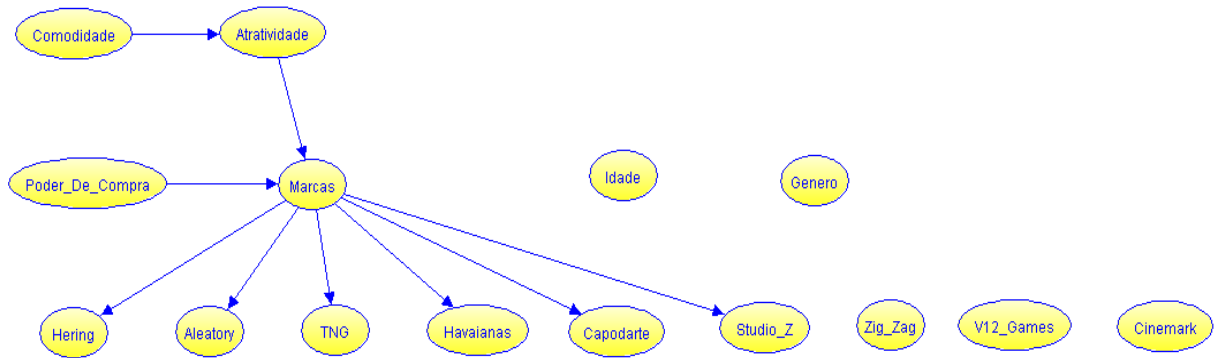 Comodidade
Atratividade
Poder_De_Compra
Marcas
Idade
Genero
Hering
Aleatory
TNG
Havaianas
Capodarte
Studio_Z
Zig_Zag
V12_Games
Cinemark